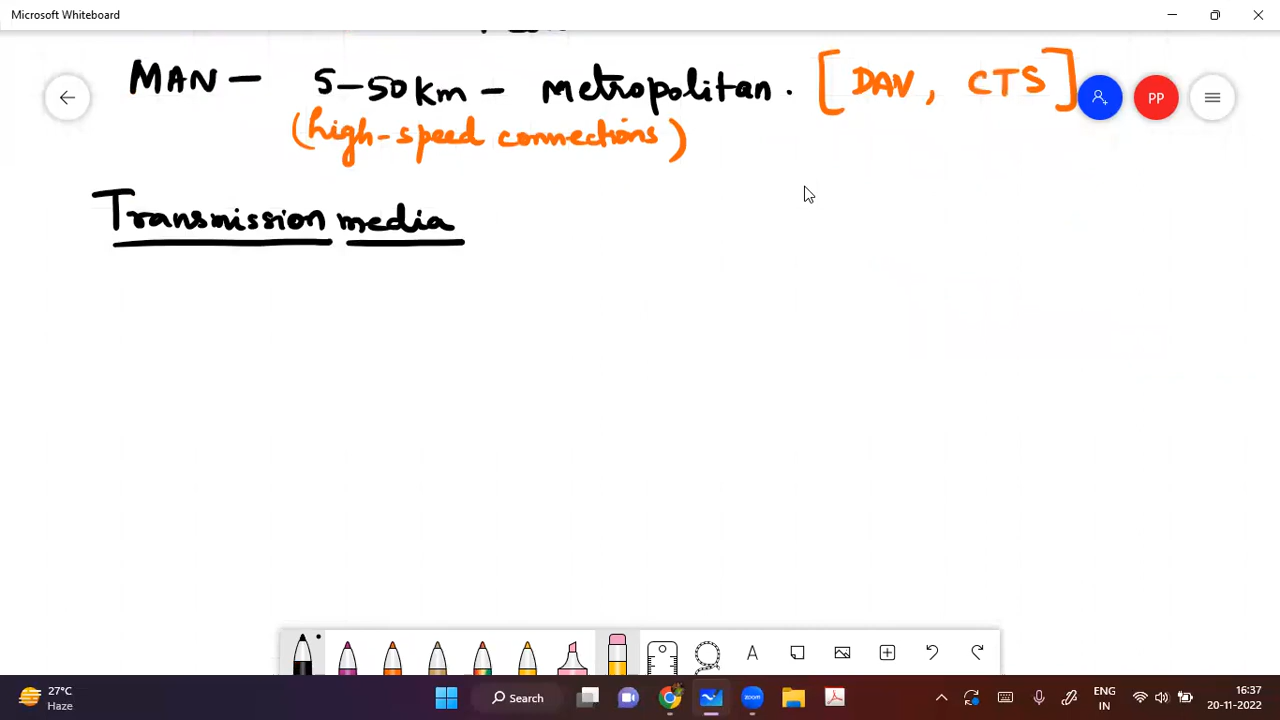 Microsoft Whiteboard
MAN - 5-50km - metropolitan. [DAV, CTS]
(high-speed connections)
PP
Transmission media
A
27°C
Haze
Search
zoom
ENG
IN
16:37
20-11-2022